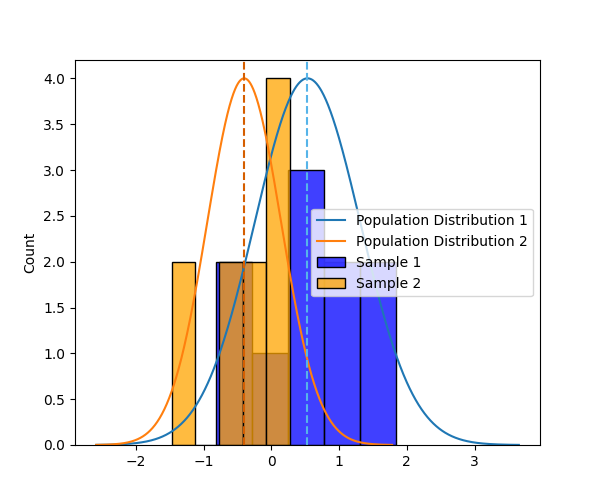 4.0
3.5
3.0
2.5
2.0
1.5
1.0
0.5
0.0
Count
Population Distribution 1
Population Distribution 2
Sample 1
Sample 2
−2 −1 0 1 2 3